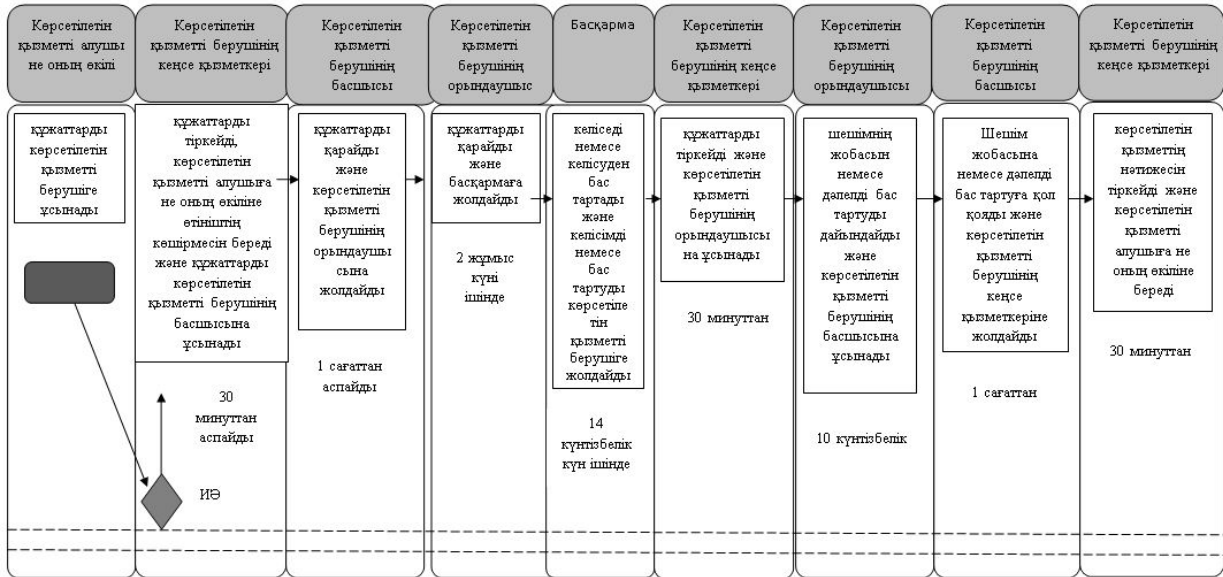 Көрсетілетін
қызметті алушы
не оның өкілі
Көрсетілетін
қызметті берушінің
кеңсе қызметкері
Көрсетілетін
қызметті
берушінің
басшысы
Көрсетілетін
қызметті
берушінің
орындаушыс
Басқарма
Көрсетілетін
қызметті
берушінің кеңсе
қызметкері
Көрсетілетін
қызметті
берушінің
орындаушысы
Көрсетілетін
қызметті
берушінің
басшысы
Көрсетілетін
қызметті берушінің
кеңсе қызметкері
құжаттарды
көрсетілетін
қызметті
берушіге
ұсынады
құжаттарды
тіркейді,
көрсетілетін
қызметті алушыға
не оның өкіліне
өтініштің
көшірмесін береді
және құжаттарды
көрсетілетін
қызметті берушінің
басшысына
ұсынады
30
минуттан
аспайды
ИӘ
құжаттарды
қарайды
және
көрсетілетін
қызметті
берушінің
орындаушы
сына
жолдайды
1 сағаттан
аспайды
құжаттарды
қарайды
және
басқармаға
жолдайды
2 жұмыс
күні
ішінде
келіседі
немесе
келісуден
бас
тартады
және
келісімді
немесе
бас
тартуды
көрсетіле
тін
қызметті
берушіге
жолдайды
14
күнтізбелік
күн ішінде
құжаттарды
тіркейді және
көрсетілетін
қызметті
берушінің
орындаушысы
на ұсынады
30 минуттан
шешімнің
жобасын
немесе
дәлелді бас
тартуды
дайындайды
және
көрсетілетін
қызметті
берушінің
басшысына
ұсынады
10 күнтізбелік
Шешім
жобасына
немесе дәлелді
бас тартуға қол
қояды және
көрсетілетін
қызметті
берушінің
кеңсе
қызметкеріне
жолдайды
1 сағаттан
көрсетілетін
қызметтің
нәтижесін
тіркейді және
көрсетілетін
қызметті
алушыға не
оның өкіліне
береді
30 минуттан